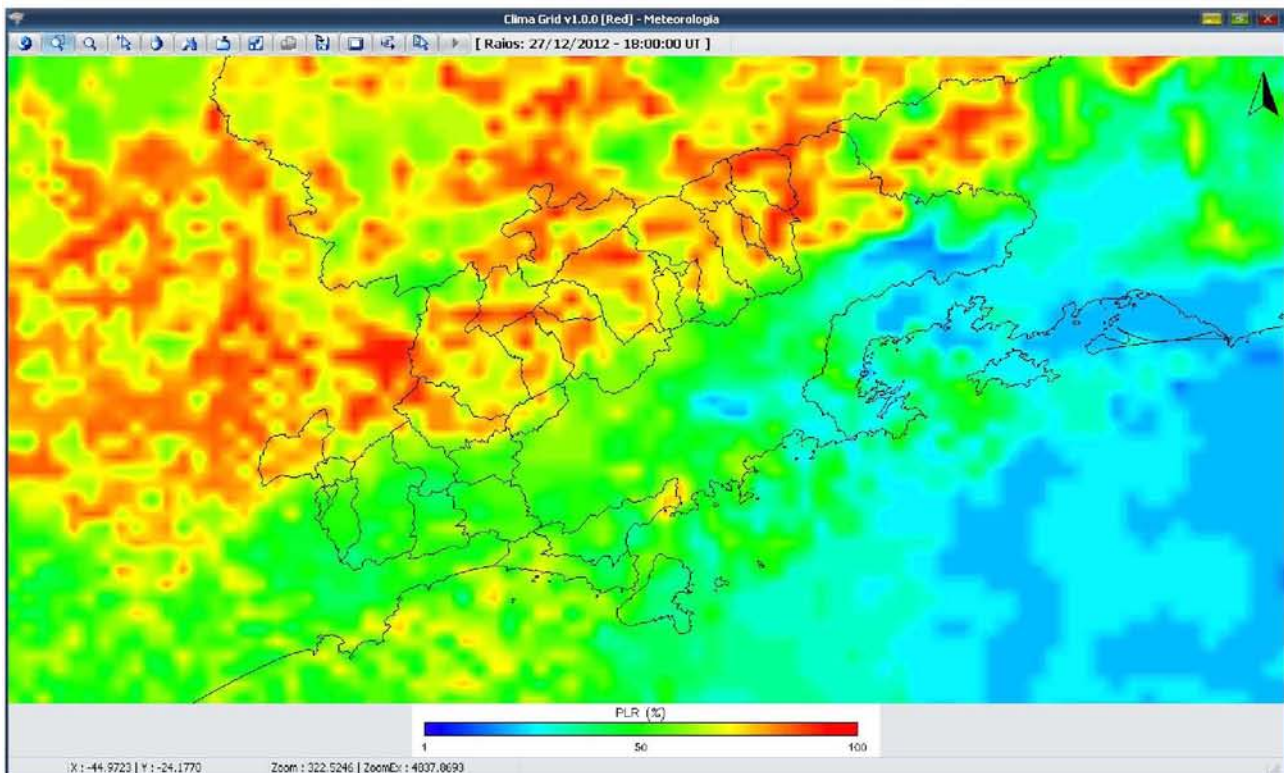 Clima Grid v1.0.0 [Red] - Meteorologia
[ Raios: 27/12/2012 - 18:00:00 UT ]
PLR (%)
1 50 100
X : -44.9723 | Y : -24.1770 Zoom : 322.5246 | ZoomEx : 4837.8693